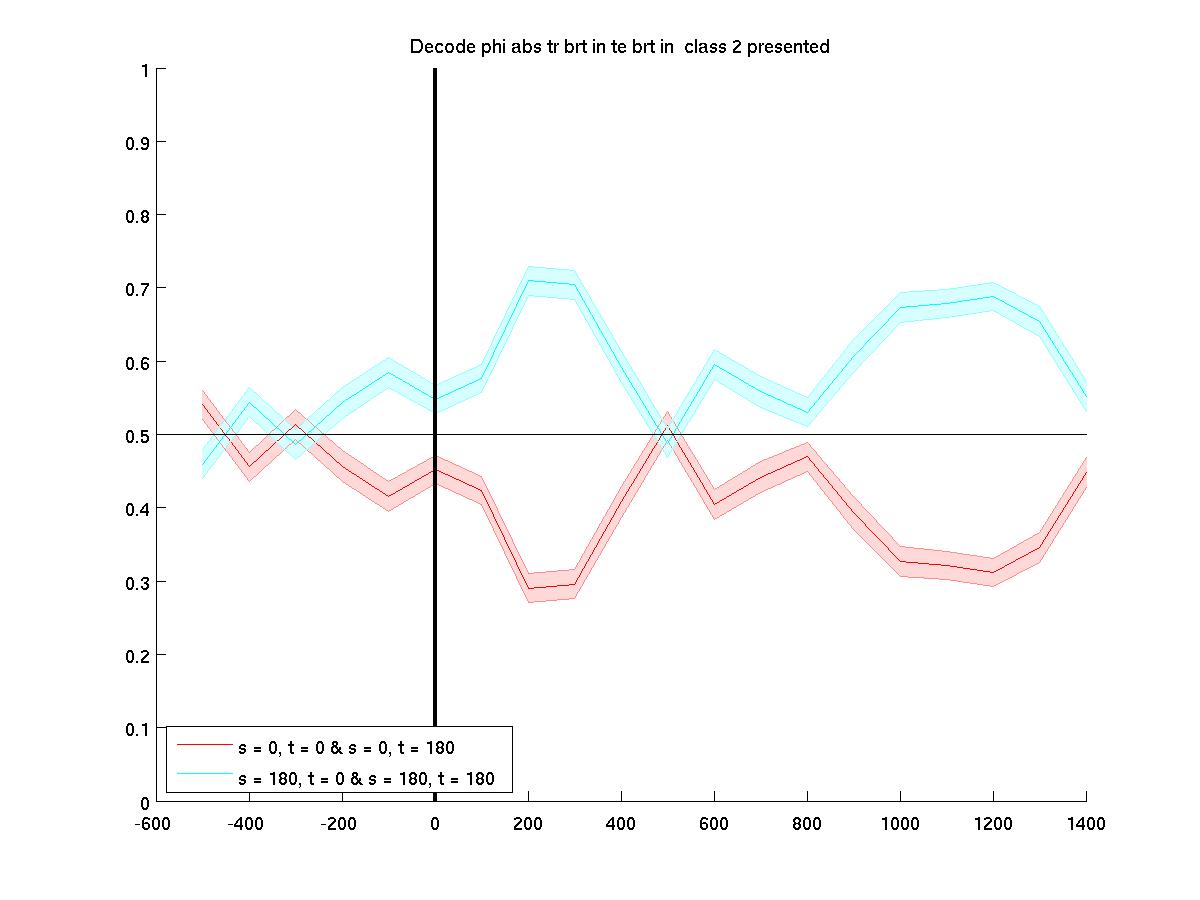 Decode phi abs tr brt in te brt in  class 2 presented
1
0.9
0.8
0.7
0.6
0.5
0.4
0.3
0.2
0.1
0
s = 0, t = 0 & s = 0, t = 180
s = 180, t = 0 & s = 180, t = 180
-600 -400 -200 0 200 400 600 800 1000 1200 1400